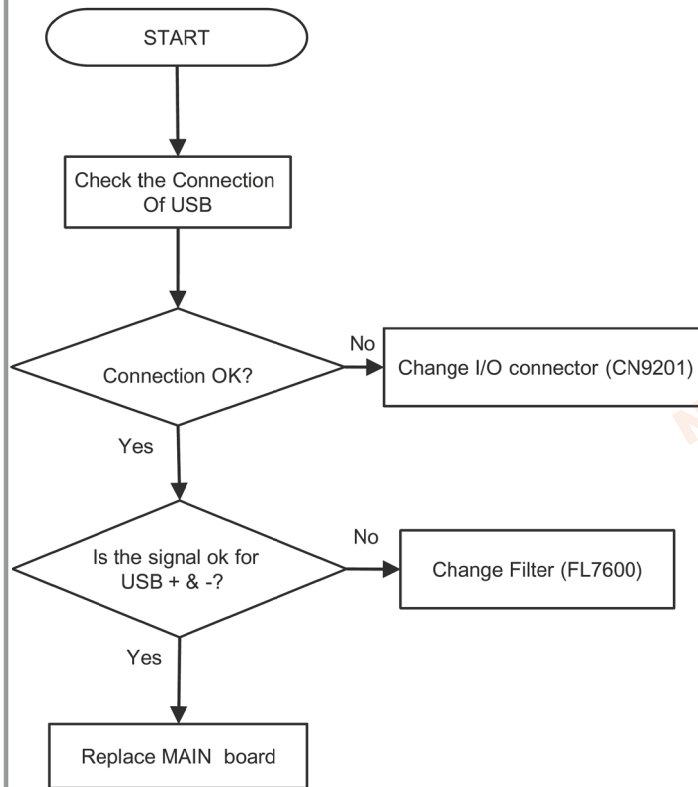 START
Check the Connection
Of USB
Connection OK?
No
Change I/O connector (CN9201)
Yes
Is the signal ok for
USB + & -?
No
Change Filter (FL7600)
Yes
Replace MAIN board